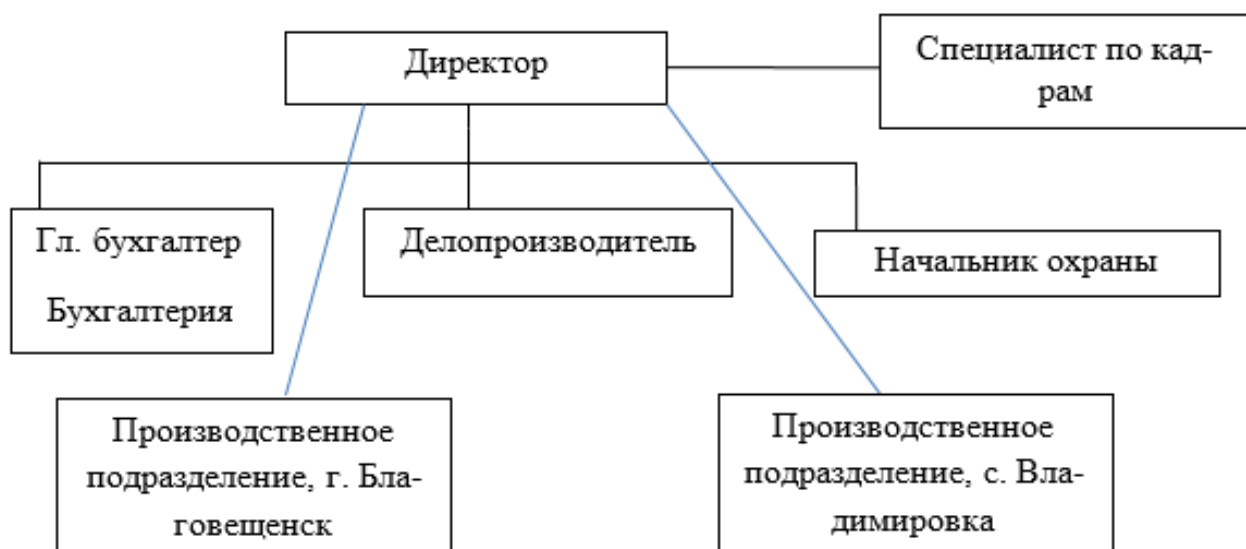 Директор
Специалист по кад-
рам
Гл. бухгалтер
Бухгалтерия
Делопроизводитель
Начальник охраны
Производственное
подразделение, г. Бла-
говещенск
Производственное
подразделение, с. Вла-
димировка